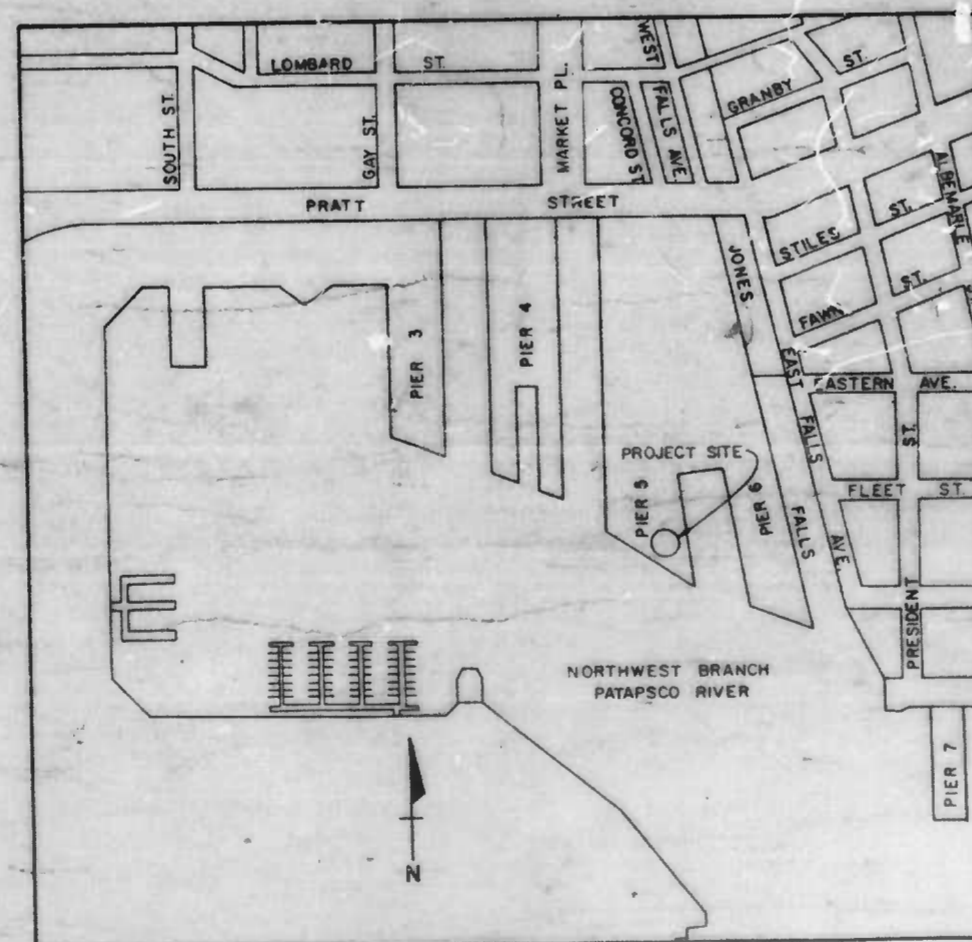 LOMBARD ST.
SOUTH ST.
GAY ST.
MARKET PL.
CONCORD ST.
WEST FALLS AVE.
GRANBY ST.
ALBEMARLE
PRATT STREET
STILES ST.
FAWN ST.
JONES FALLS
EAST FALLS AVE.
EASTERN AVE.
FLEET ST.
PRESIDENT ST.
PIER 3
PIER 4
PROJECT SITE
PIER 5
PIER 6
NORTHWEST BRANCH
PATAPSCO RIVER
PIER 7
N